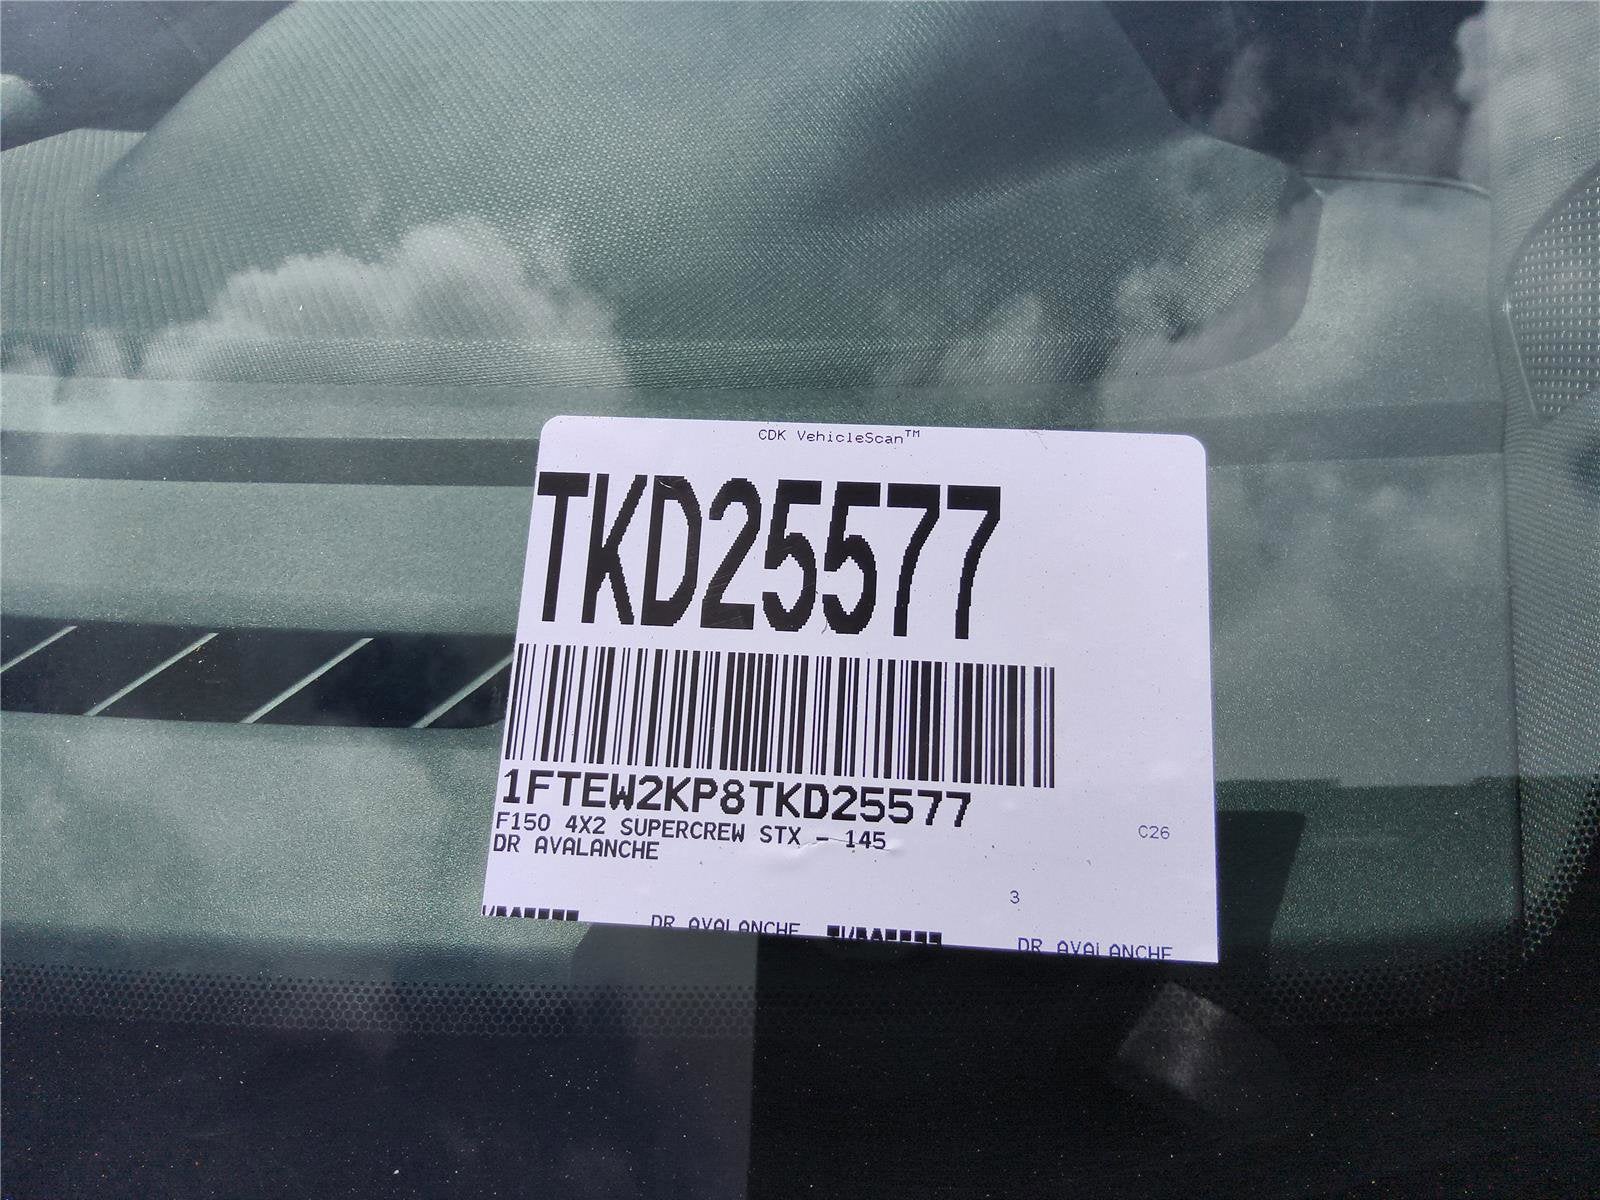 CDK VehicleScan™
TKD25577
1FTEW2KP8TKD25577
F150 4X2 SUPERCREW STX - 145
DR AVALANCHE
C26
3
DR AVALANCHE
DR AVALANCHE